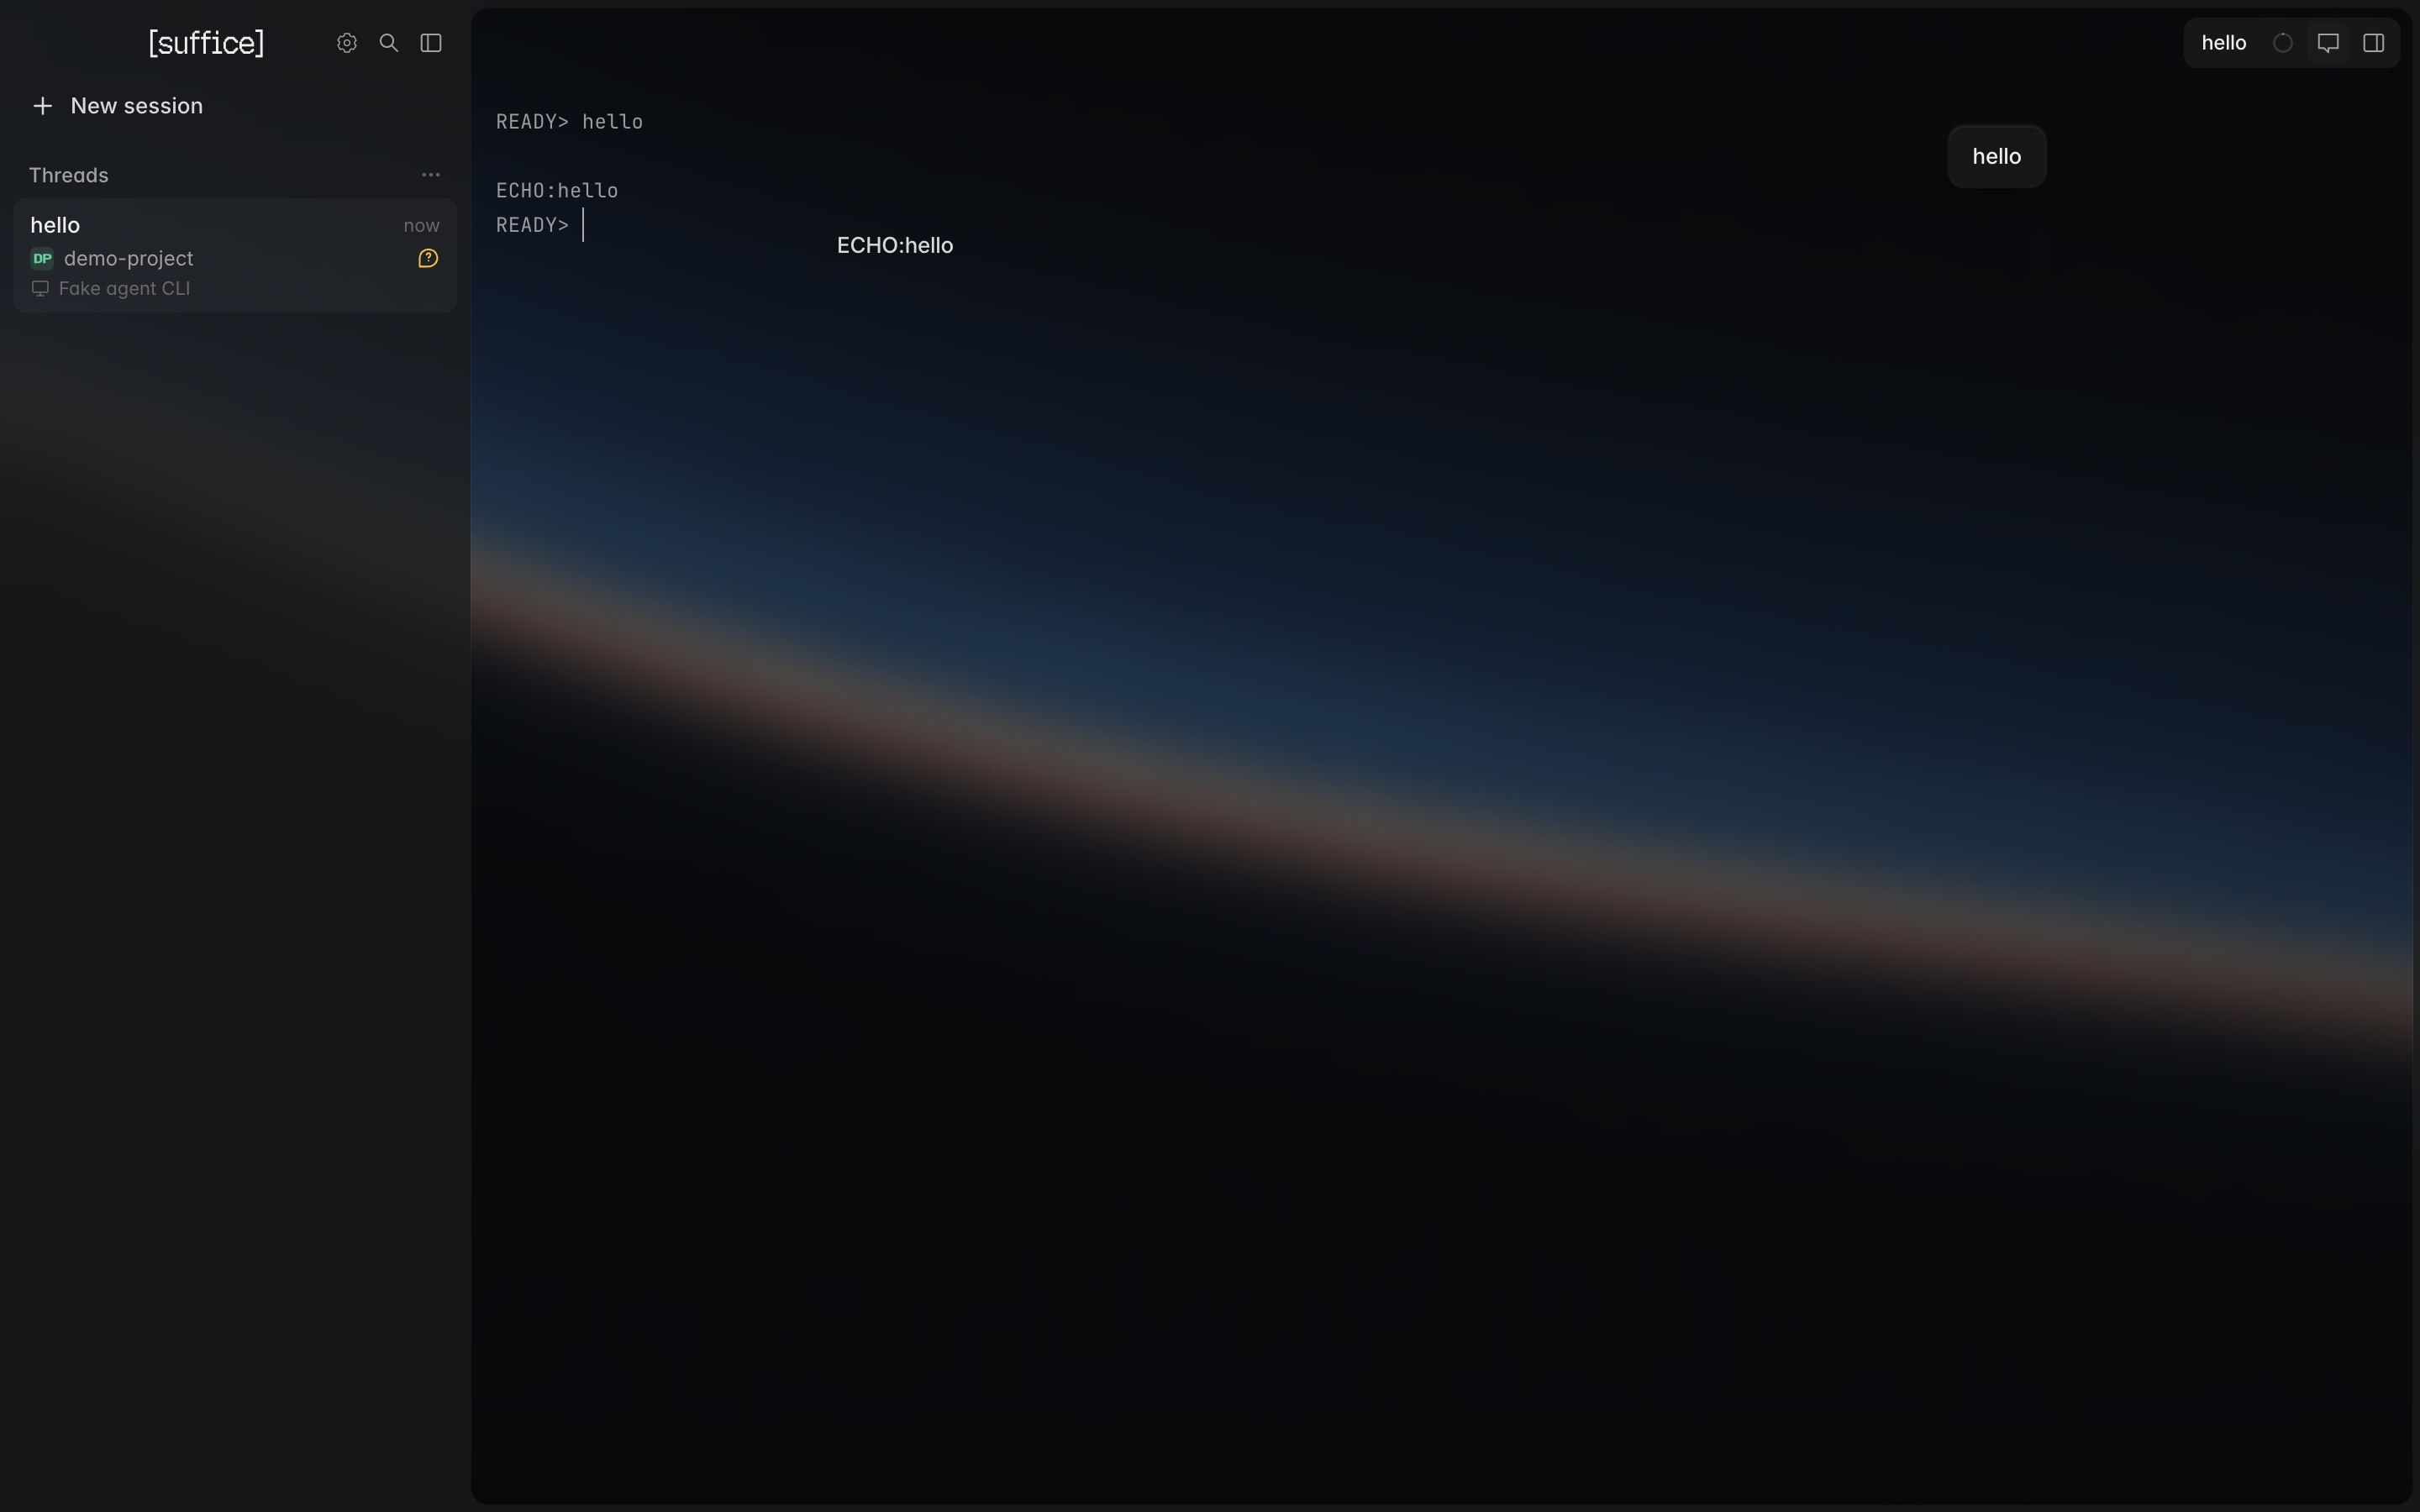 [suffice]
New session
Threads
hello now
DP demo-project
Fake agent CLI
hello
READY> hello
hello
ECHO:hello
READY>
ECHO:hello